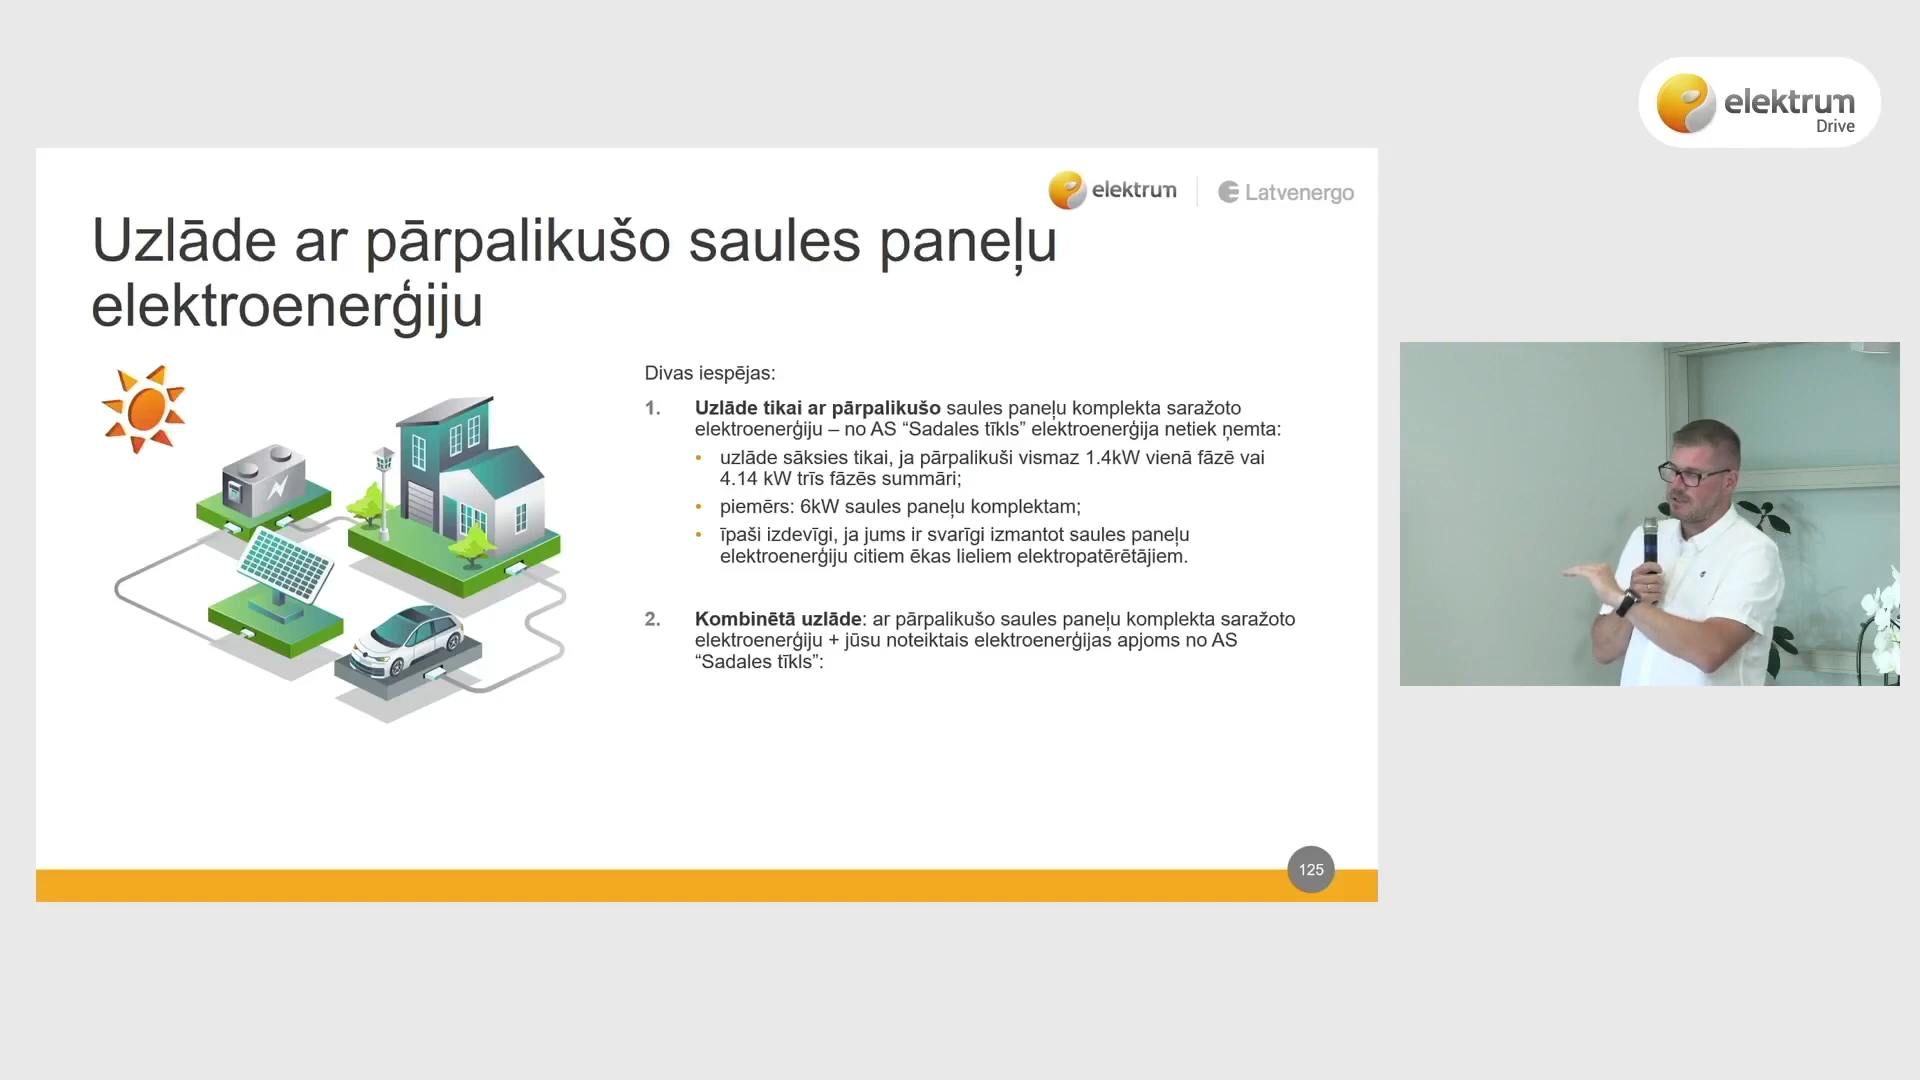 elektrum
Drive
elektrum
Latvenergo
Uzlāde ar pārpalikušo saules paneļu
elektroenerģiju
Divas iespējas:
1. Uzlāde tikai ar pārpalikušo saules paneļu komplekta saražoto
elektroenerģiju – no AS “Sadales tīkls” elektroenerģija netiek ņemta:
• uzlāde sāksies tikai, ja pārpalikuši vismaz 1.4kW vienā fāzē vai
4.14 kW trīs fāzēs summāri;
• piemērs: 6kW saules paneļu komplektam;
• īpaši izdevīgi, ja jums ir svarīgi izmantot saules paneļu
elektroenerģiju citiem ēkas lieliem elektropatērētājiem.
2. Kombinētā uzlāde: ar pārpalikušo saules paneļu komplekta saražoto
elektroenerģiju + jūsu noteiktais elektroenerģijas apjoms no AS
“Sadales tīkls”:
125